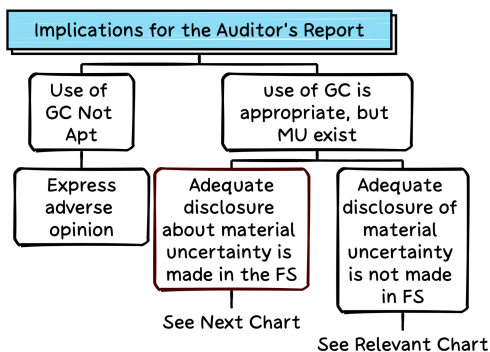 Implications for the Auditor's Report
Use of
GC Not
Apt
use of GC is
appropriate, but
MU exist
Express
adverse
opinion
Adequate
disclosure
about material
uncertainty is
made in the FS
Adequate
disclosure of
material
uncertainty
is not made
in FS
See Next Chart
See Relevant Chart